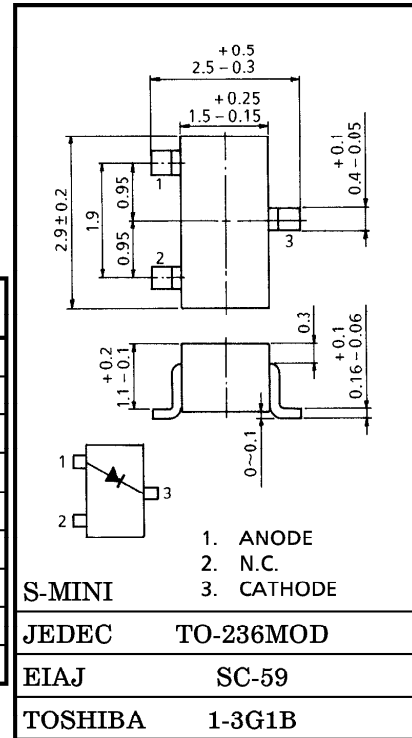 +0.5
2.5 – 0.3
+0.25
1.5 – 0.15
2.9±0.2
1.9
0.95
0.95
1
2
3
+0.1
0.4 – 0.05
+0.2
1.1 – 0.1
0.3
+0.1
0.16 – 0.06
0~0.1
1
2
3
1. ANODE
2. N.C.
3. CATHODE
S-MINI
JEDEC TO-236MOD
EIAJ SC-59
TOSHIBA 1-3G1B